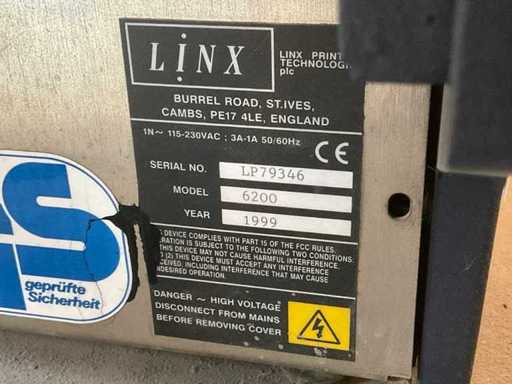 LINX
LINX PRINT
TECHNOLOGI
plc
BURREL ROAD, ST.IVES,
CAMBS, PE17 4LE, ENGLAND
1N~ 115-230VAC : 3A-1A 50/60Hz
CE
SERIAL NO. LP79346
MODEL 6200
YEAR 1999
S DEVICE COMPLIES WITH PART 15 OF THE FCC RULES.
RATION IS SUBJECT TO THE FOLLOWING TWO CONDITIONS
THIS DEVICE MAY NOT CAUSE HARMFUL INTERFERENCE.
D (2) THIS DEVICE MUST ACCEPT ANY INTERFERENCE
CEIVED, INCLUDING INTERFERENCE THAT MAY CAUSE
NDESIRED OPERATION.
DANGER ~ HIGH VOLTAGE
DISCONNECT FROM MAINS
BEFORE REMOVING COVER
S
geprüfte
Sicherheit